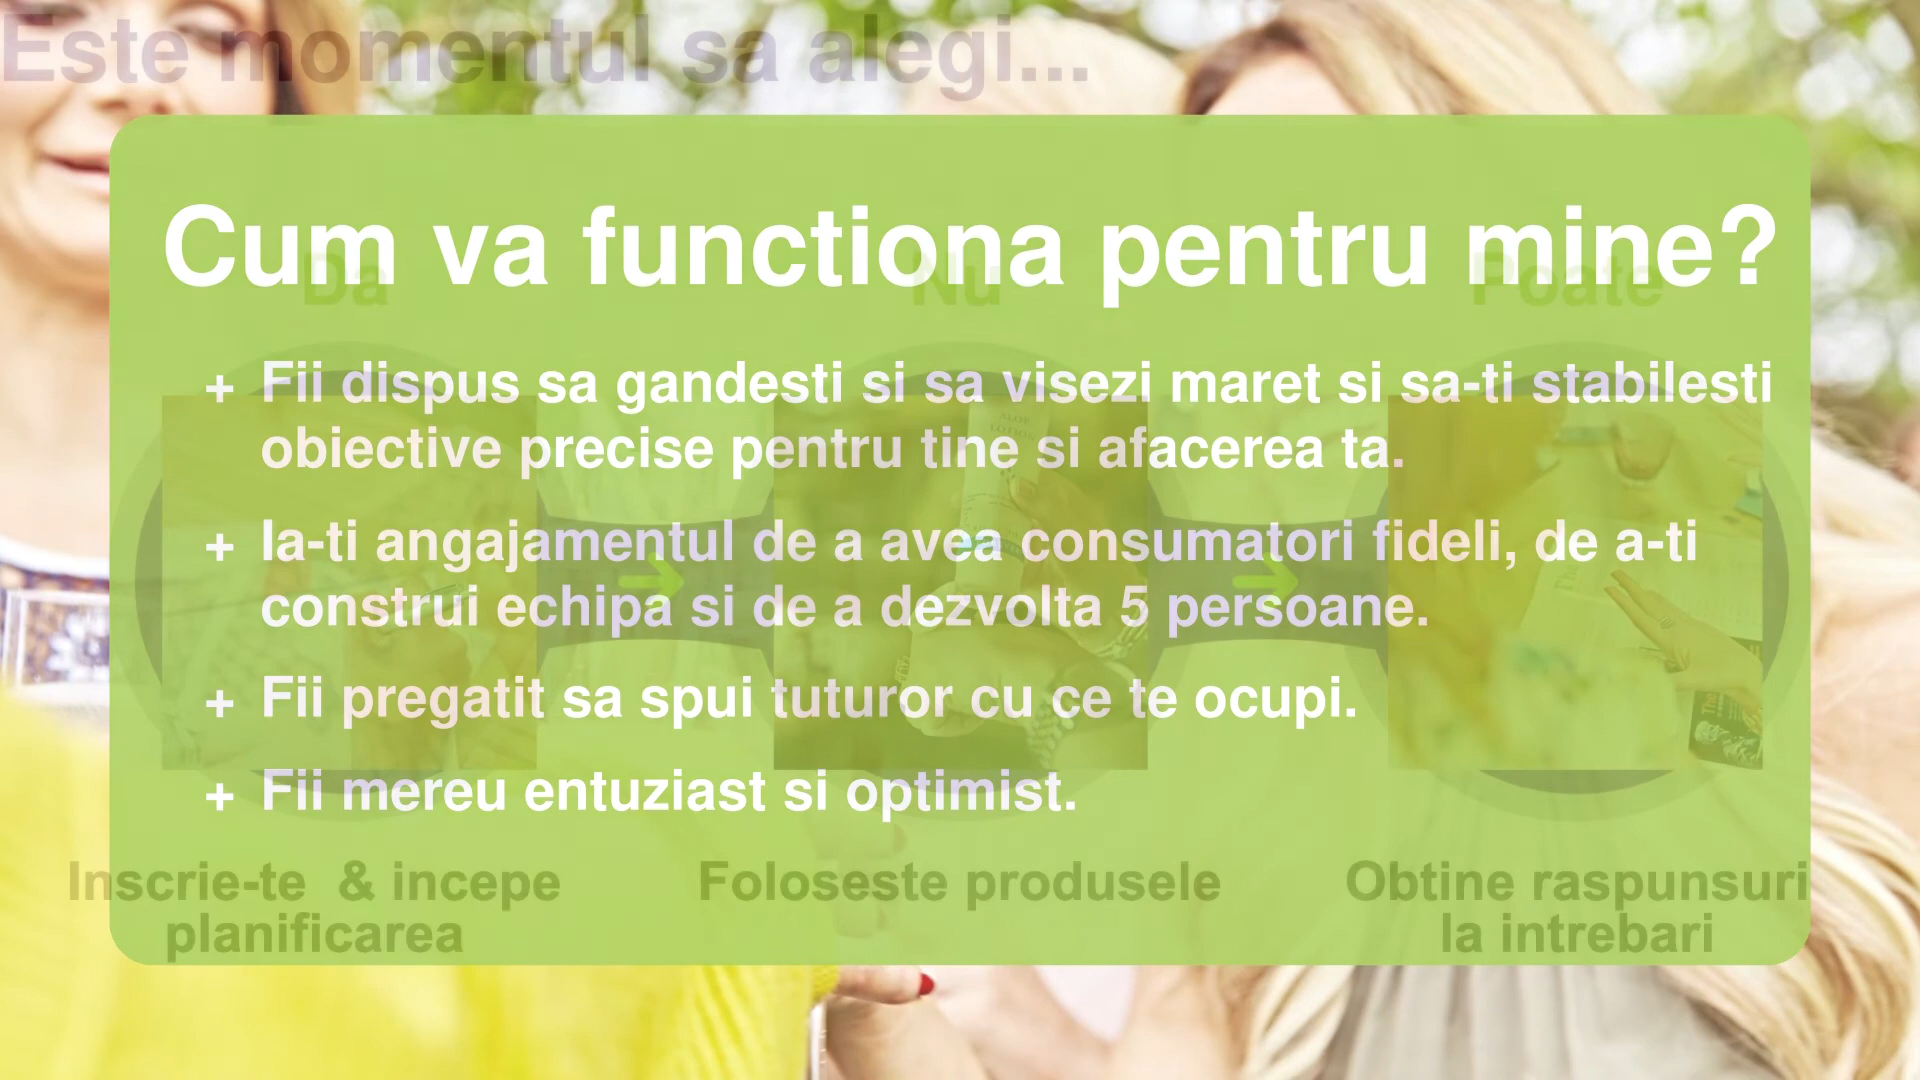 Este momentul sa alegi...
Cum va functiona pentru mine?
Da
Nu
Poate
+ Fii dispus sa gandesti si sa visezi maret si sa-ti stabilesti
obiective precise pentru tine si afacerea ta.
+ Ia-ti angajamentul de a avea consumatori fideli, de a-ti
construi echipa si de a dezvolta 5 persoane.
+ Fii pregatit sa spui tuturor cu ce te ocupi.
+ Fii mereu entuziast si optimist.
Inscrie-te & incepe
planificarea
Foloseste produsele
Obtine raspunsuri
la intrebari